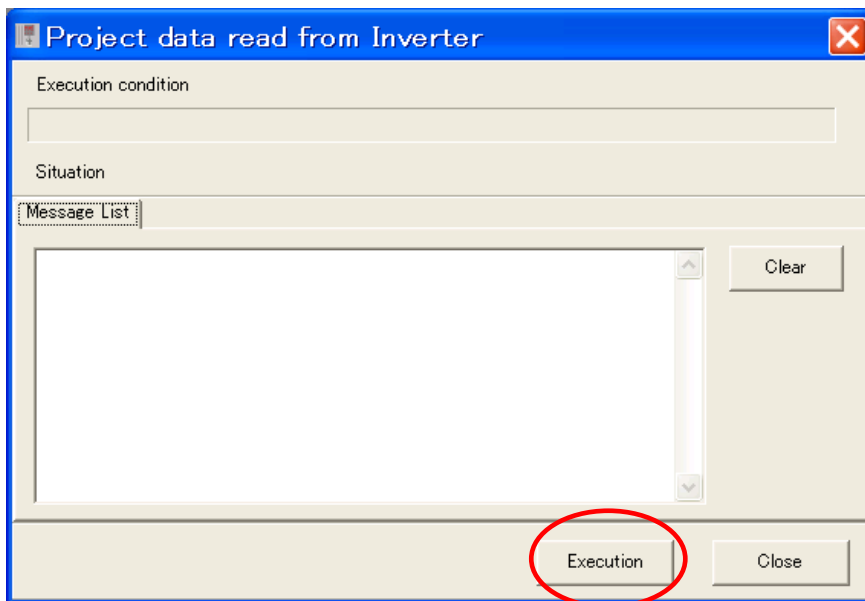 Project data read from Inverter
Execution condition
Situation
Message List
Clear
Execution
Close